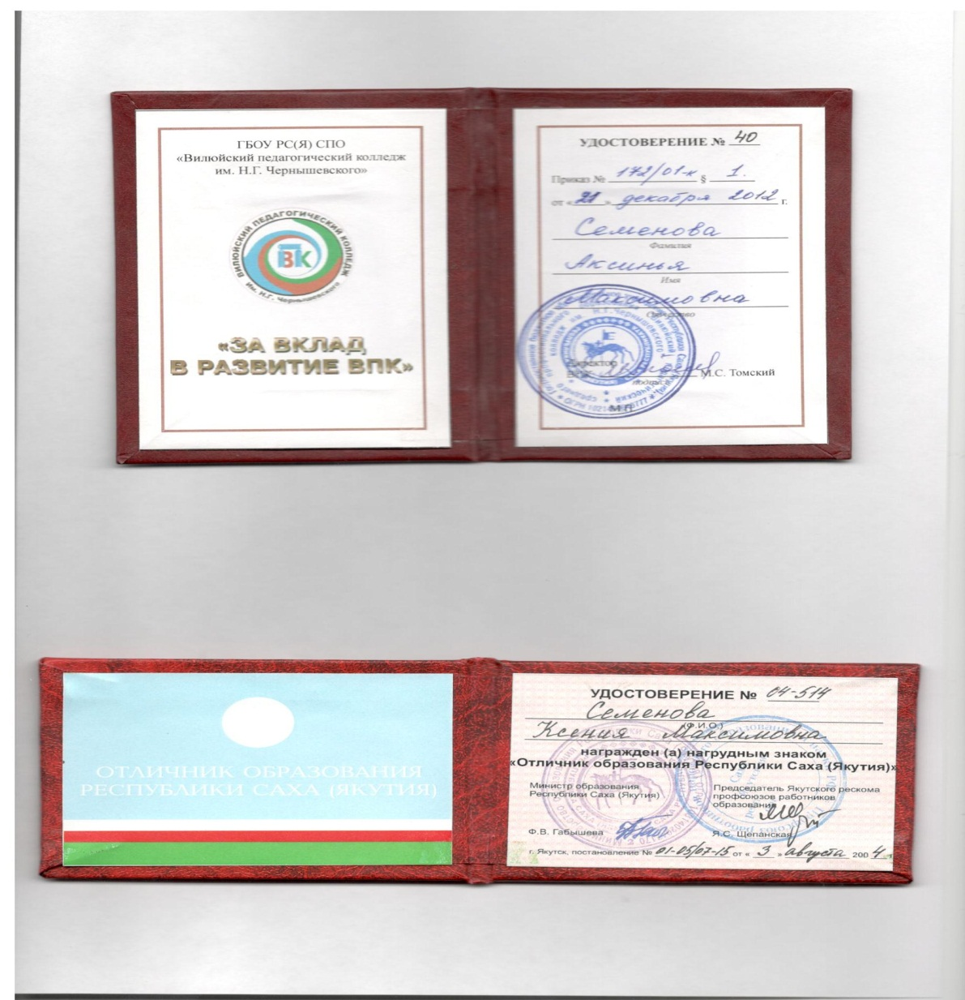 ГБОУ РС(Я) СПО
«Вилюйский педагогический колледж
им. Н.Г. Чернышевского»
ВИЛЮЙСКИЙ ПЕДАГОГИЧЕСКИЙ КОЛЛЕДЖ
Им. Н.Г. Чернышевского
ВПК
«ЗА ВКЛАД
В РАЗВИТИЕ ВПК»
УДОСТОВЕРЕНИЕ № 40
Приказ № 172/01-к § 1.
от «21» декабря 2012 г.
Семенова
Фамилия
Аксинья
Имя
Максимовна
Отчество
Директор
ВПК М.С. Томский
подпись
М.П.
ОТЛИЧНИК ОБРАЗОВАНИЯ
РЕСПУБЛИКИ САХА (ЯКУТИЯ)
УДОСТОВЕРЕНИЕ № 04-514
Семенова
(Ф.И.О.)
Ксения Максимовна
награжден (а) нагрудным знаком
«Отличник образования Республики Саха (Якутия)»
Министр образования
Республики Саха (Якутия)
Ф.В. Габышева
Председатель Якутского рескома
профсоюзов работников
образования
Я.С. Щепанская
г. Якутск, постановление № 01-05/07-15 от «3» августа 2004